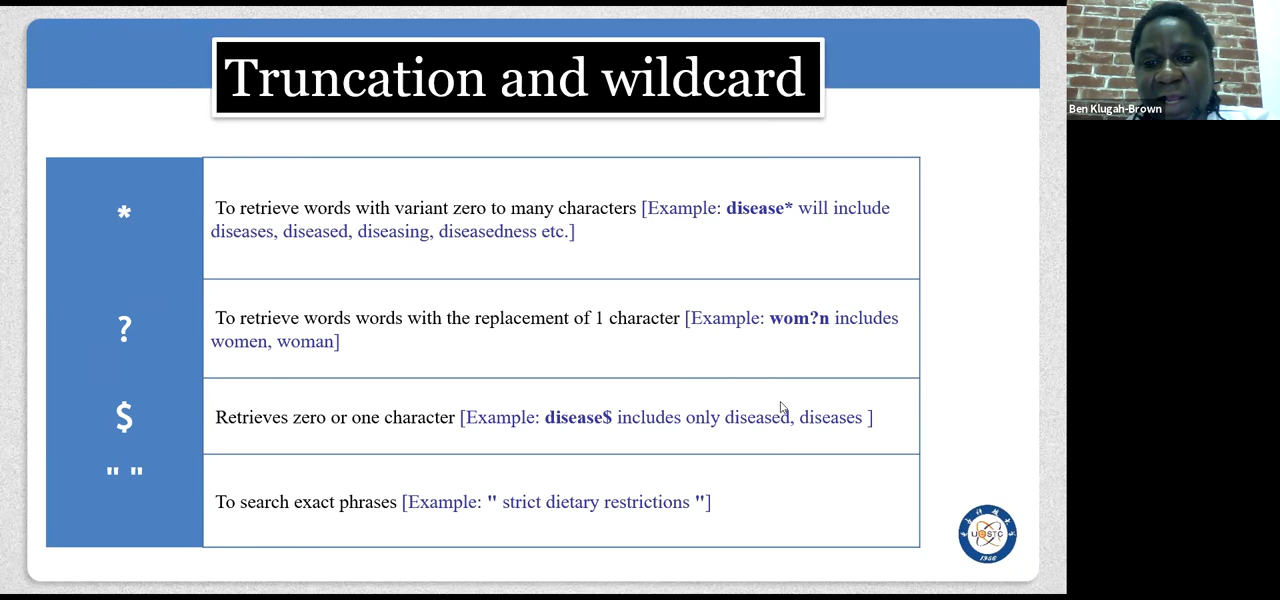 Truncation and wildcard
Ben Klugah-Brown
*
To retrieve words with variant zero to many characters [Example: disease* will include
diseases, diseased, diseasing, diseasedness etc.]
?
To retrieve words words with the replacement of 1 character [Example: wom?n includes
women, woman]
$
Retrieves zero or one character [Example: disease$ includes only diseased, diseases ]
" "
To search exact phrases [Example: " strict dietary restrictions "]
1956